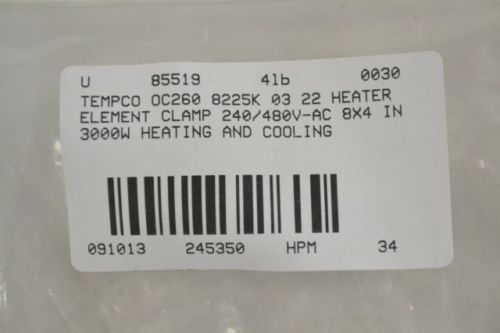 U 85519 4lb 0030
TEMPCO OC260 8225K 03 22 HEATER
ELEMENT CLAMP 240/480V-AC 8X4 IN
3000W HEATING AND COOLING
091013 245350 HPM 34